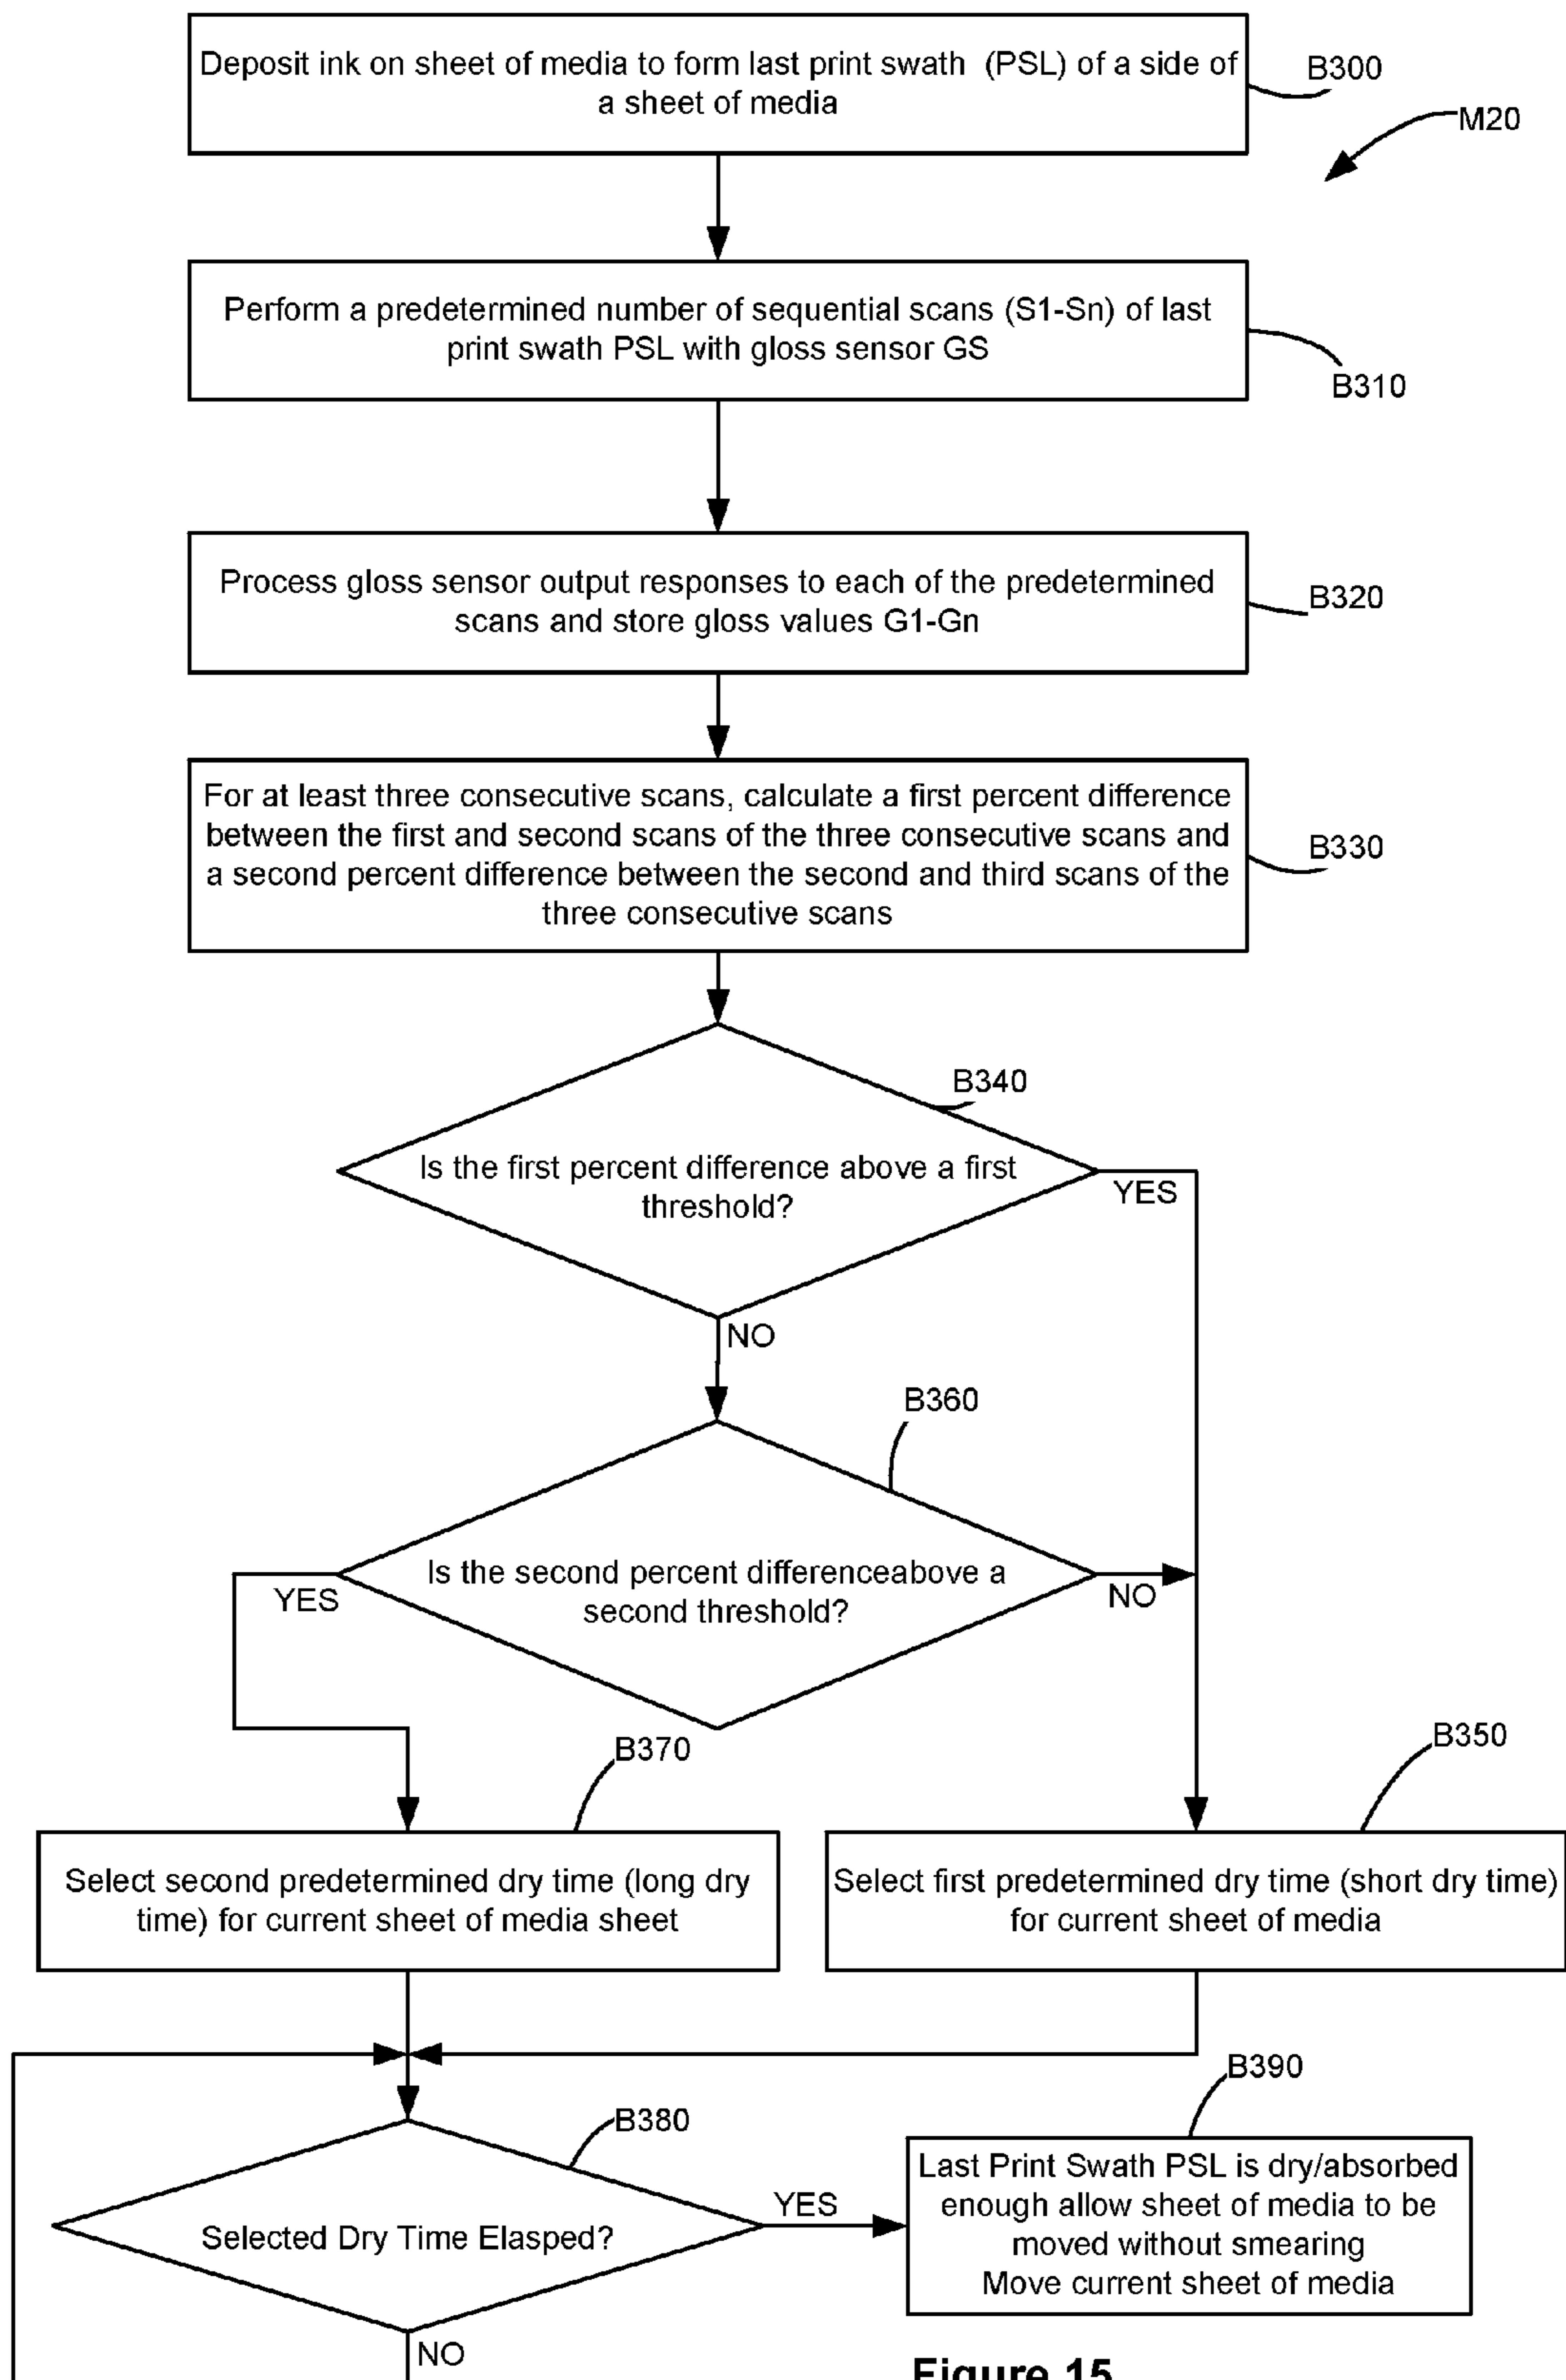 Deposit ink on sheet of media to form last print swath (PSL) of a side of
a sheet of media
B300
M20
Perform a predetermined number of sequential scans (S1-Sn) of last
print swath PSL with gloss sensor GS
B310
Process gloss sensor output responses to each of the predetermined
scans and store gloss values G1-Gn
B320
For at least three consecutive scans, calculate a first percent difference
between the first and second scans of the three consecutive scans and
a second percent difference between the second and third scans of the
three consecutive scans
B330
B340
Is the first percent difference above a first
threshold?
YES
NO
B360
Is the second percent differenceabove a
second threshold?
YES
NO
B370
B350
Select second predetermined dry time (long dry
time) for current sheet of media sheet
Select first predetermined dry time (short dry time)
for current sheet of media
B380
B390
Selected Dry Time Elasped?
YES
Last Print Swath PSL is dry/absorbed
enough allow sheet of media to be
moved without smearing
Move current sheet of media
NO
Figure 15